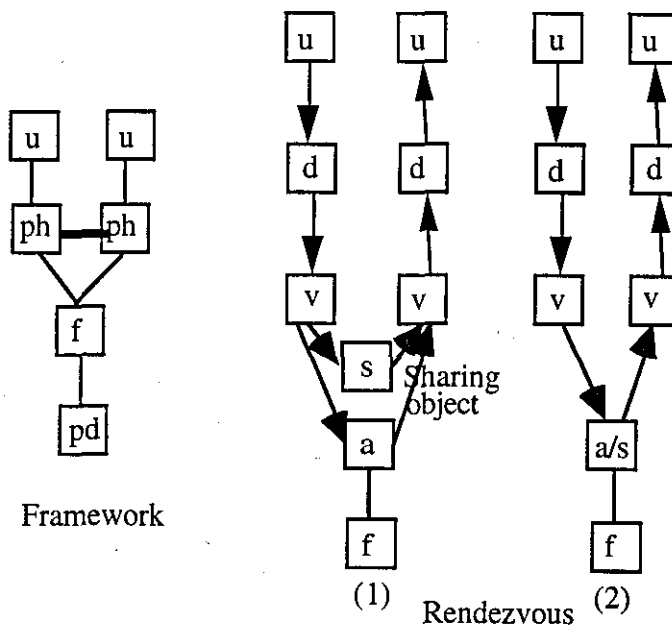 u u u u
u u
d d d d
ph ph
v v v v
f
s
Sharing
object
pd
a a/s
Framework
f f
(1) (2)
Rendezvous